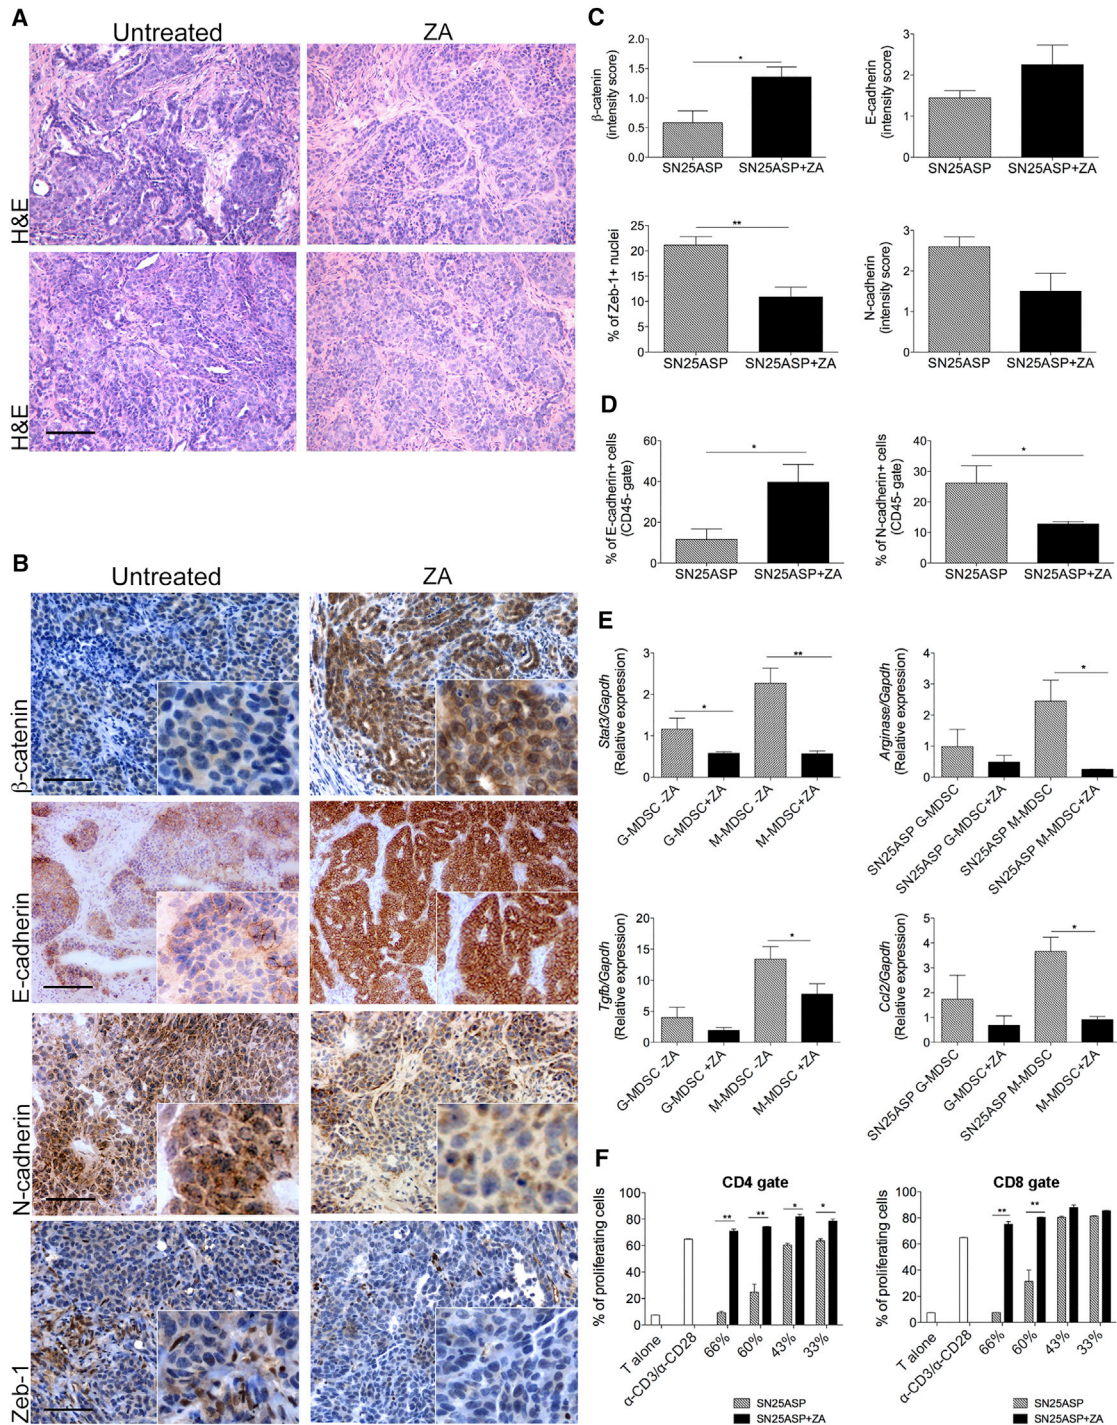 A
Untreated
ZA
H&E
H&E
B
Untreated
ZA
β-catenin
E-cadherin
N-cadherin
Zeb-1
C
β-catenin
(intensity score)
2.0
1.5
1.0
0.5
0.0
*
SN25ASP
SN25ASP+ZA
E-cadherin
(intensity score)
3
2
1
0
SN25ASP
SN25ASP+ZA
% of Zeb-1+ nuclei
25
20
15
10
5
0
**
SN25ASP
SN25ASP+ZA
N-cadherin
(intensity score)
3
2
1
0
SN25ASP
SN25ASP+ZA
D
% of E-cadherin+ cells
(CD45- gate)
60
40
20
0
*
SN25ASP
SN25ASP+ZA
% of N-cadherin+ cells
(CD45- gate)
40
30
20
10
0
*
SN25ASP
SN25ASP+ZA
E
Stat3/Gapdh
(Relative expression)
3
2
1
0
*
**
G-MDSC -ZA
G-MDSC+ZA
M-MDSC -ZA
M-MDSC+ZA
Arginase/Gapdh
(Relative expression)
4
3
2
1
0
*
SN25ASP G-MDSC
SN25ASP G-MDSC+ZA
SN25ASP M-MDSC
SN25ASP M-MDSC+ZA
Tgfb/Gapdh
(Relative expression)
20
15
10
5
0
*
G-MDSC -ZA
G-MDSC+ZA
M-MDSC -ZA
M-MDSC+ZA
Ccl2/Gapdh
(Relative expression)
5
4
3
2
1
0
*
SN25ASP G-MDSC
G-MDSC+ZA
SN25ASP M-MDSC
M-MDSC+ZA
F
CD4 gate
% of proliferating cells
100
80
60
40
20
0
**
**
*
*
T alone
α-CD3/α-CD28
66%
60%
43%
33%
SN25ASP
SN25ASP+ZA
CD8 gate
% of proliferating cells
100
80
60
40
20
0
**
**
T alone
α-CD3/α-CD28
66%
60%
43%
33%
SN25ASP
SN25ASP+ZA